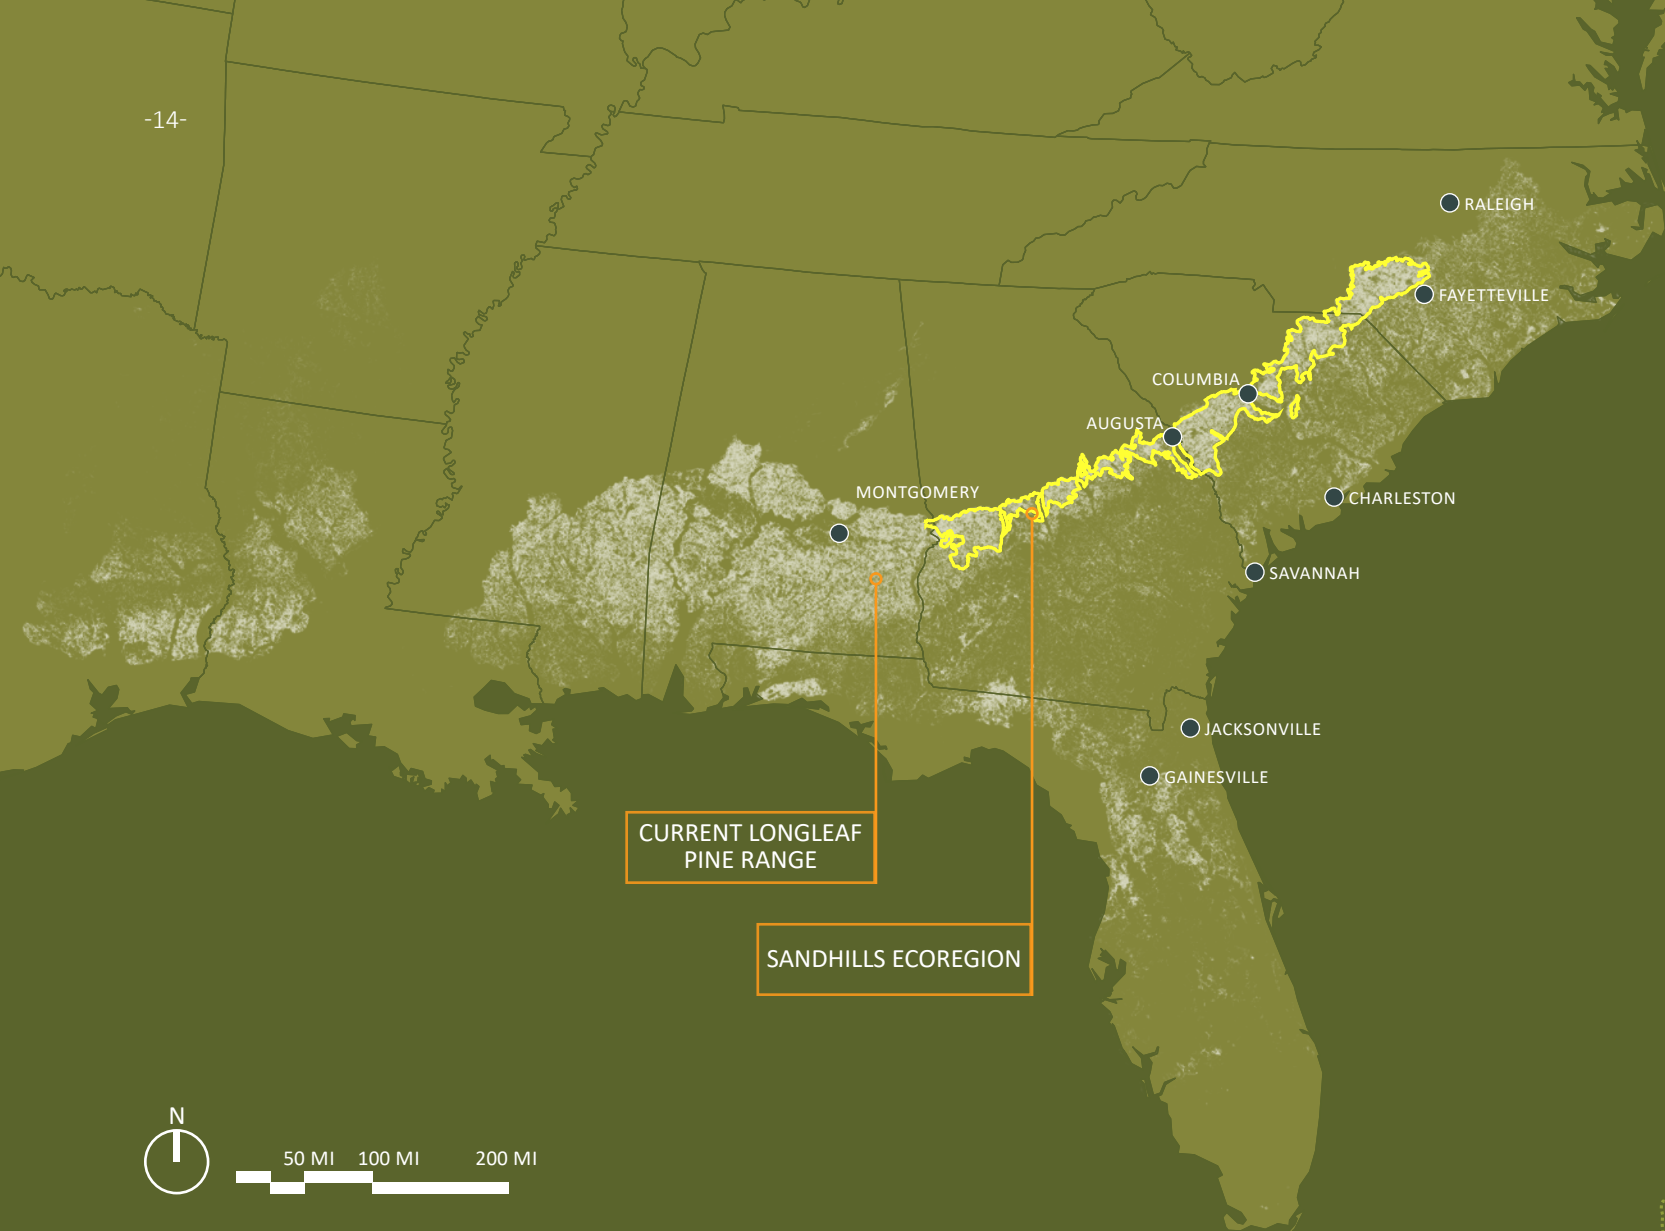 -14-
RALEIGH
FAYETTEVILLE
COLUMBIA
AUGUSTA
MONTGOMERY
CHARLESTON
SAVANNAH
JACKSONVILLE
GAINESVILLE
CURRENT LONGLEAF
PINE RANGE
SANDHILLS ECOREGION
N
50 MI 100 MI 200 MI